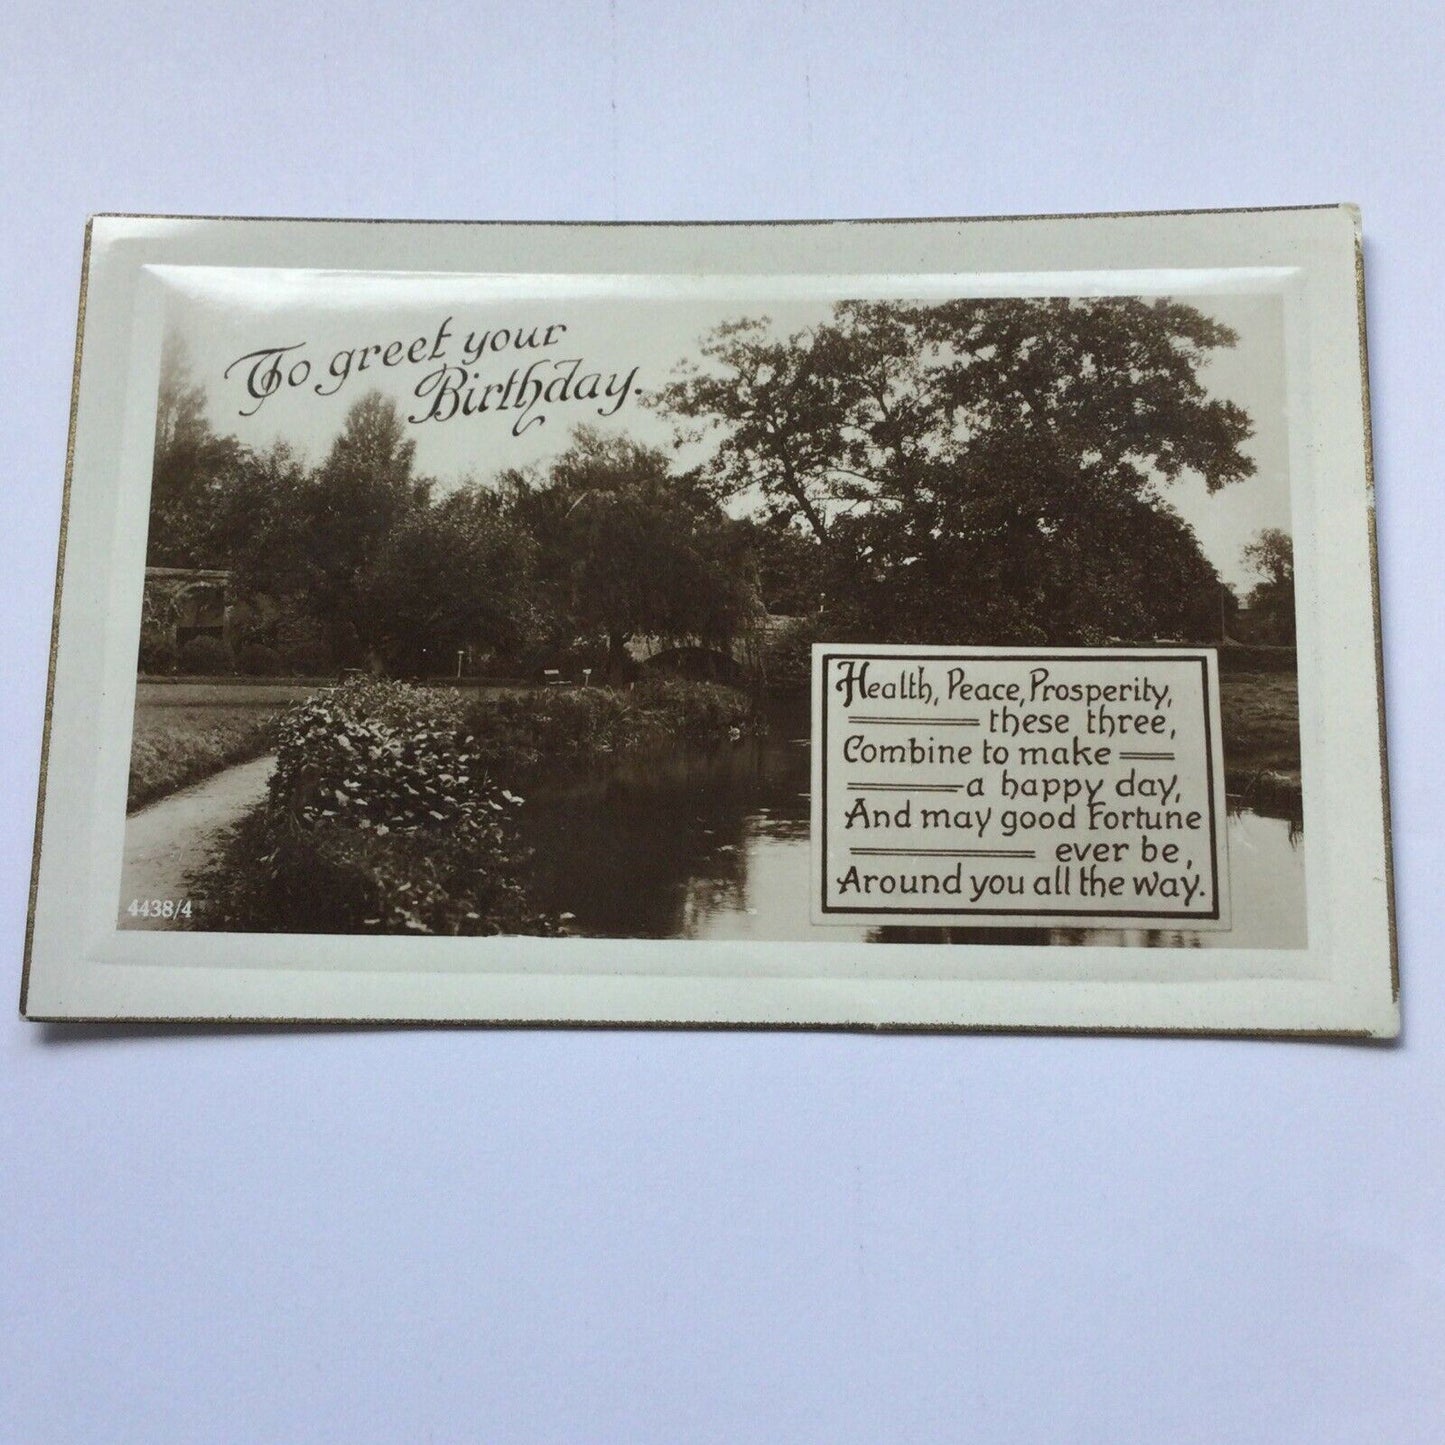 To greet your
Birthday.
Health, Peace, Prosperity,
these three,
Combine to make
a happy day,
And may good Fortune
ever be,
Around you all the way.
4438/4